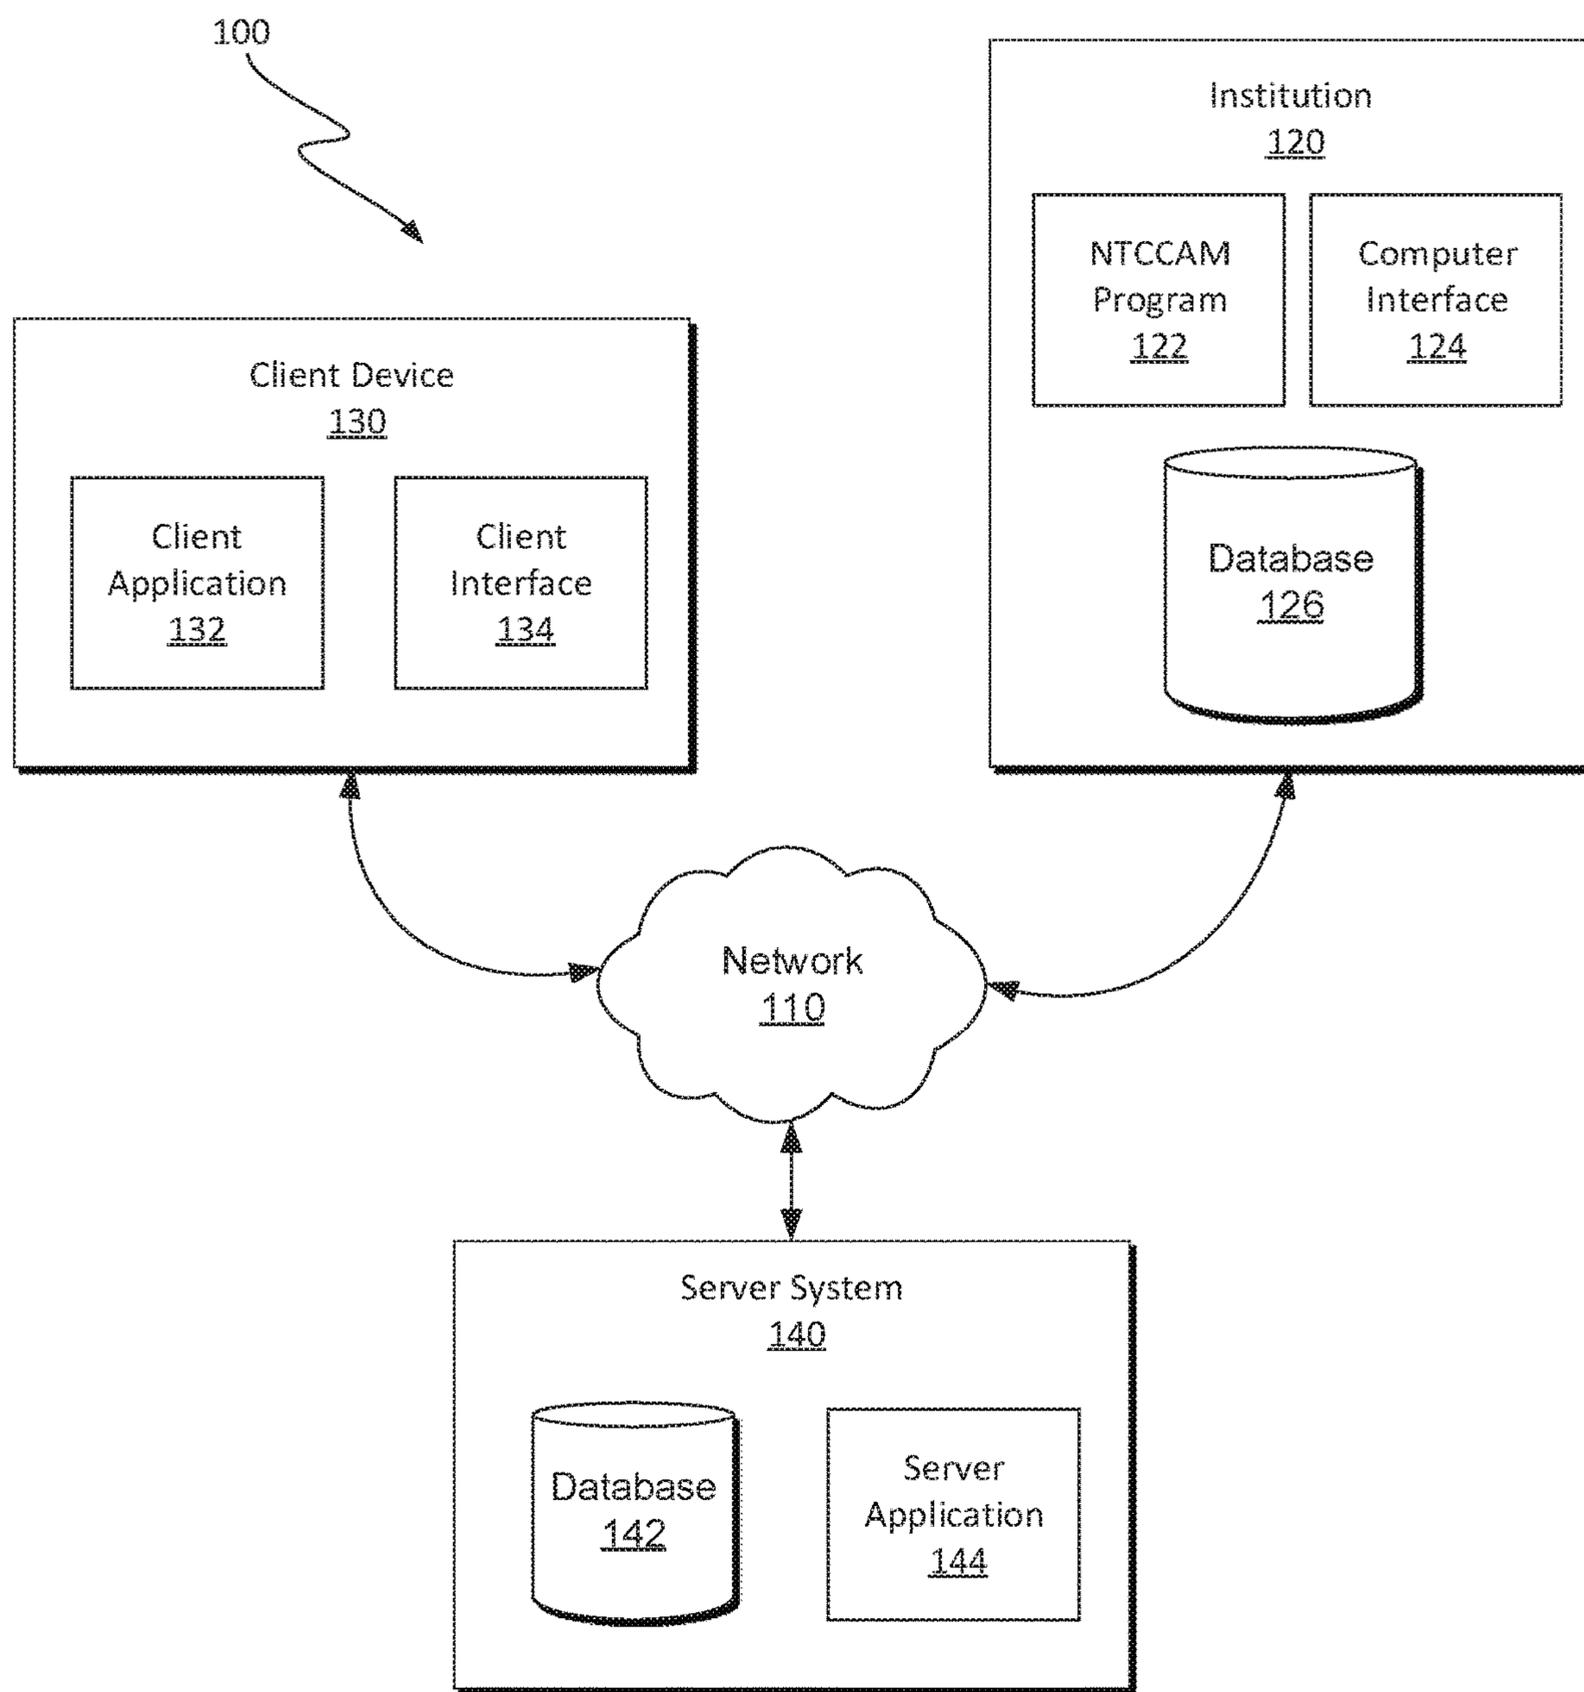 100
Institution
120
NTCCAM
Program
122
Computer
Interface
124
Database
126
Client Device
130
Client
Application
132
Client
Interface
134
Network
110
Server System
140
Database
142
Server
Application
144